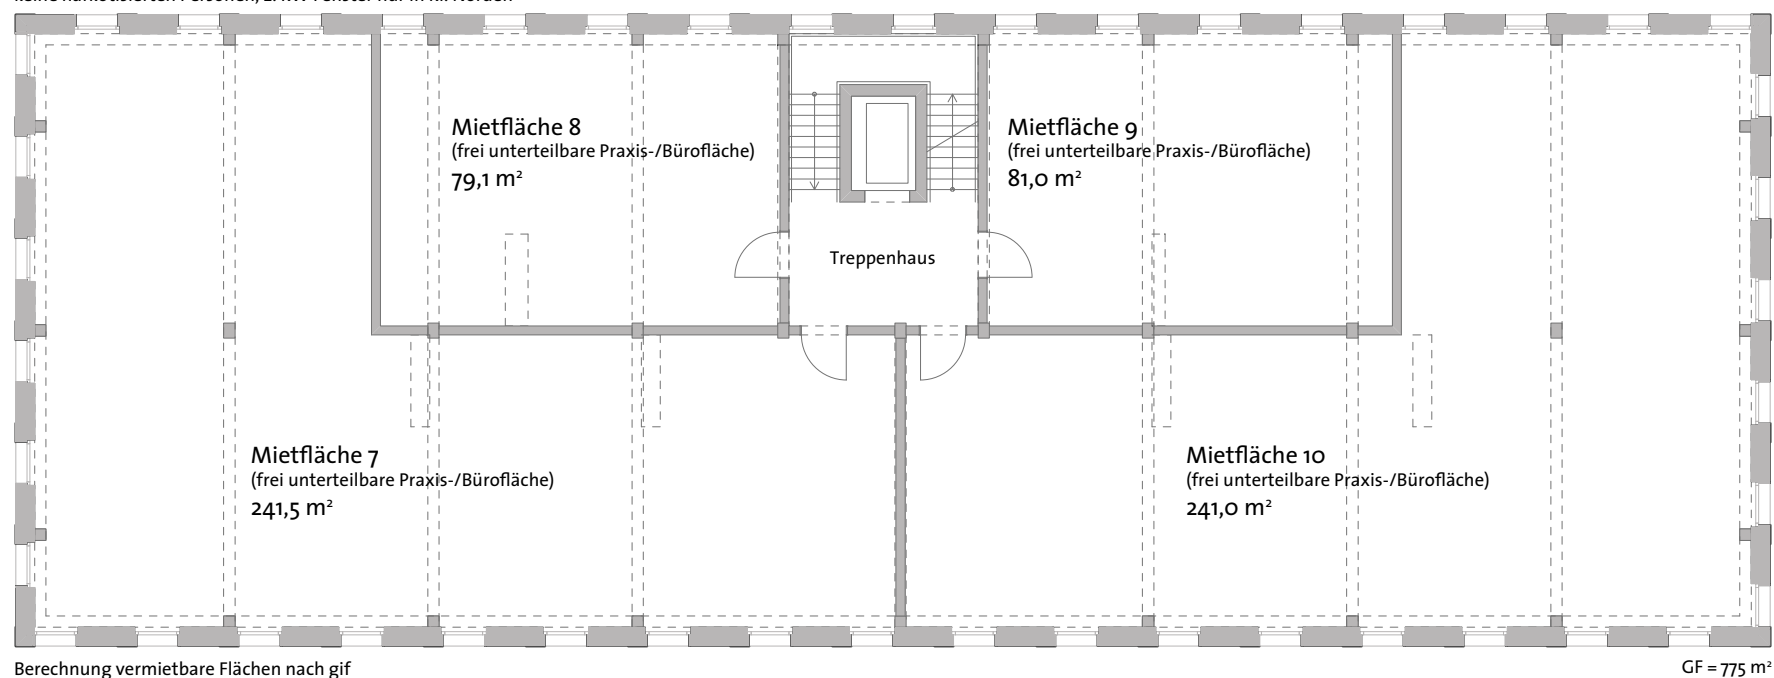 Mietfläche 8
(frei unterteilbare Praxis-/Bürofläche)
79,1 m²
Mietfläche 9
(frei unterteilbare Praxis-/Bürofläche)
81,0 m²
Treppenhaus
Mietfläche 7
(frei unterteilbare Praxis-/Bürofläche)
241,5 m²
Mietfläche 10
(frei unterteilbare Praxis-/Bürofläche)
241,0 m²
Berechnung vermietbare Flächen nach gif
GF = 775 m²